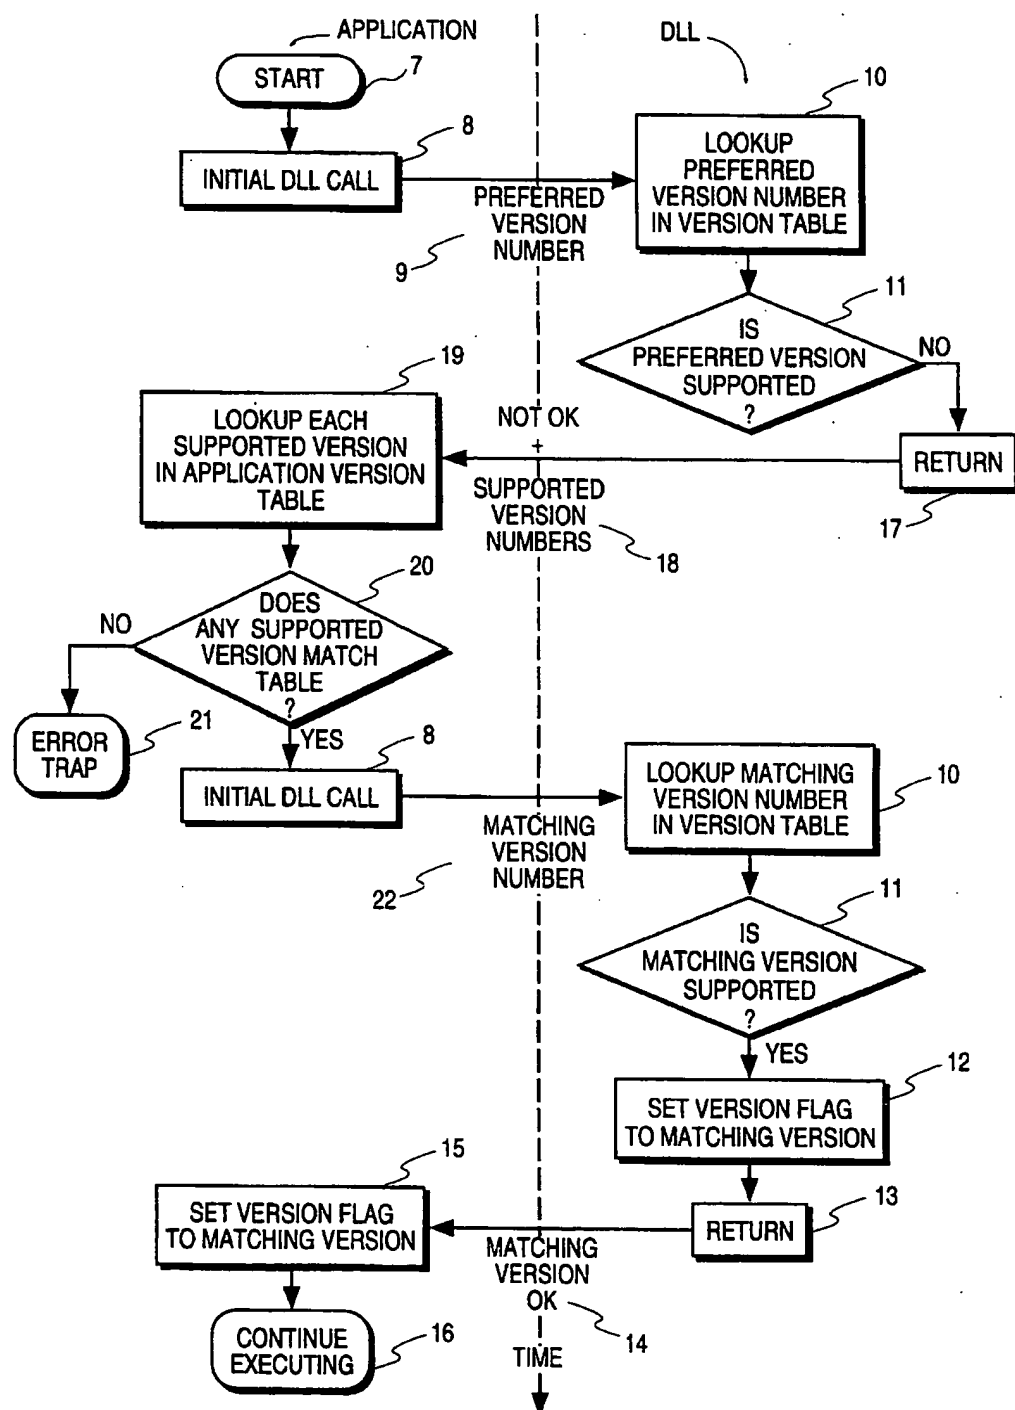 APPLICATION
DLL
START
7
10
8
INITIAL DLL CALL
LOOKUP
PREFERRED
VERSION NUMBER
IN VERSION TABLE
PREFERRED
VERSION
NUMBER
9
11
IS
PREFERRED VERSION
SUPPORTED
?
NO
19
LOOKUP EACH
SUPPORTED VERSION
IN APPLICATION VERSION
TABLE
NOT OK
+
SUPPORTED
VERSION
NUMBERS
18
RETURN
17
20
DOES
ANY SUPPORTED
VERSION MATCH
TABLE
?
NO
ERROR
TRAP
21
YES
8
INITIAL DLL CALL
MATCHING
VERSION
NUMBER
22
LOOKUP MATCHING
VERSION NUMBER
IN VERSION TABLE
10
11
IS
MATCHING VERSION
SUPPORTED
?
YES
12
SET VERSION FLAG
TO MATCHING VERSION
15
SET VERSION FLAG
TO MATCHING VERSION
RETURN
13
MATCHING
VERSION
OK
14
CONTINUE
EXECUTING
16
TIME